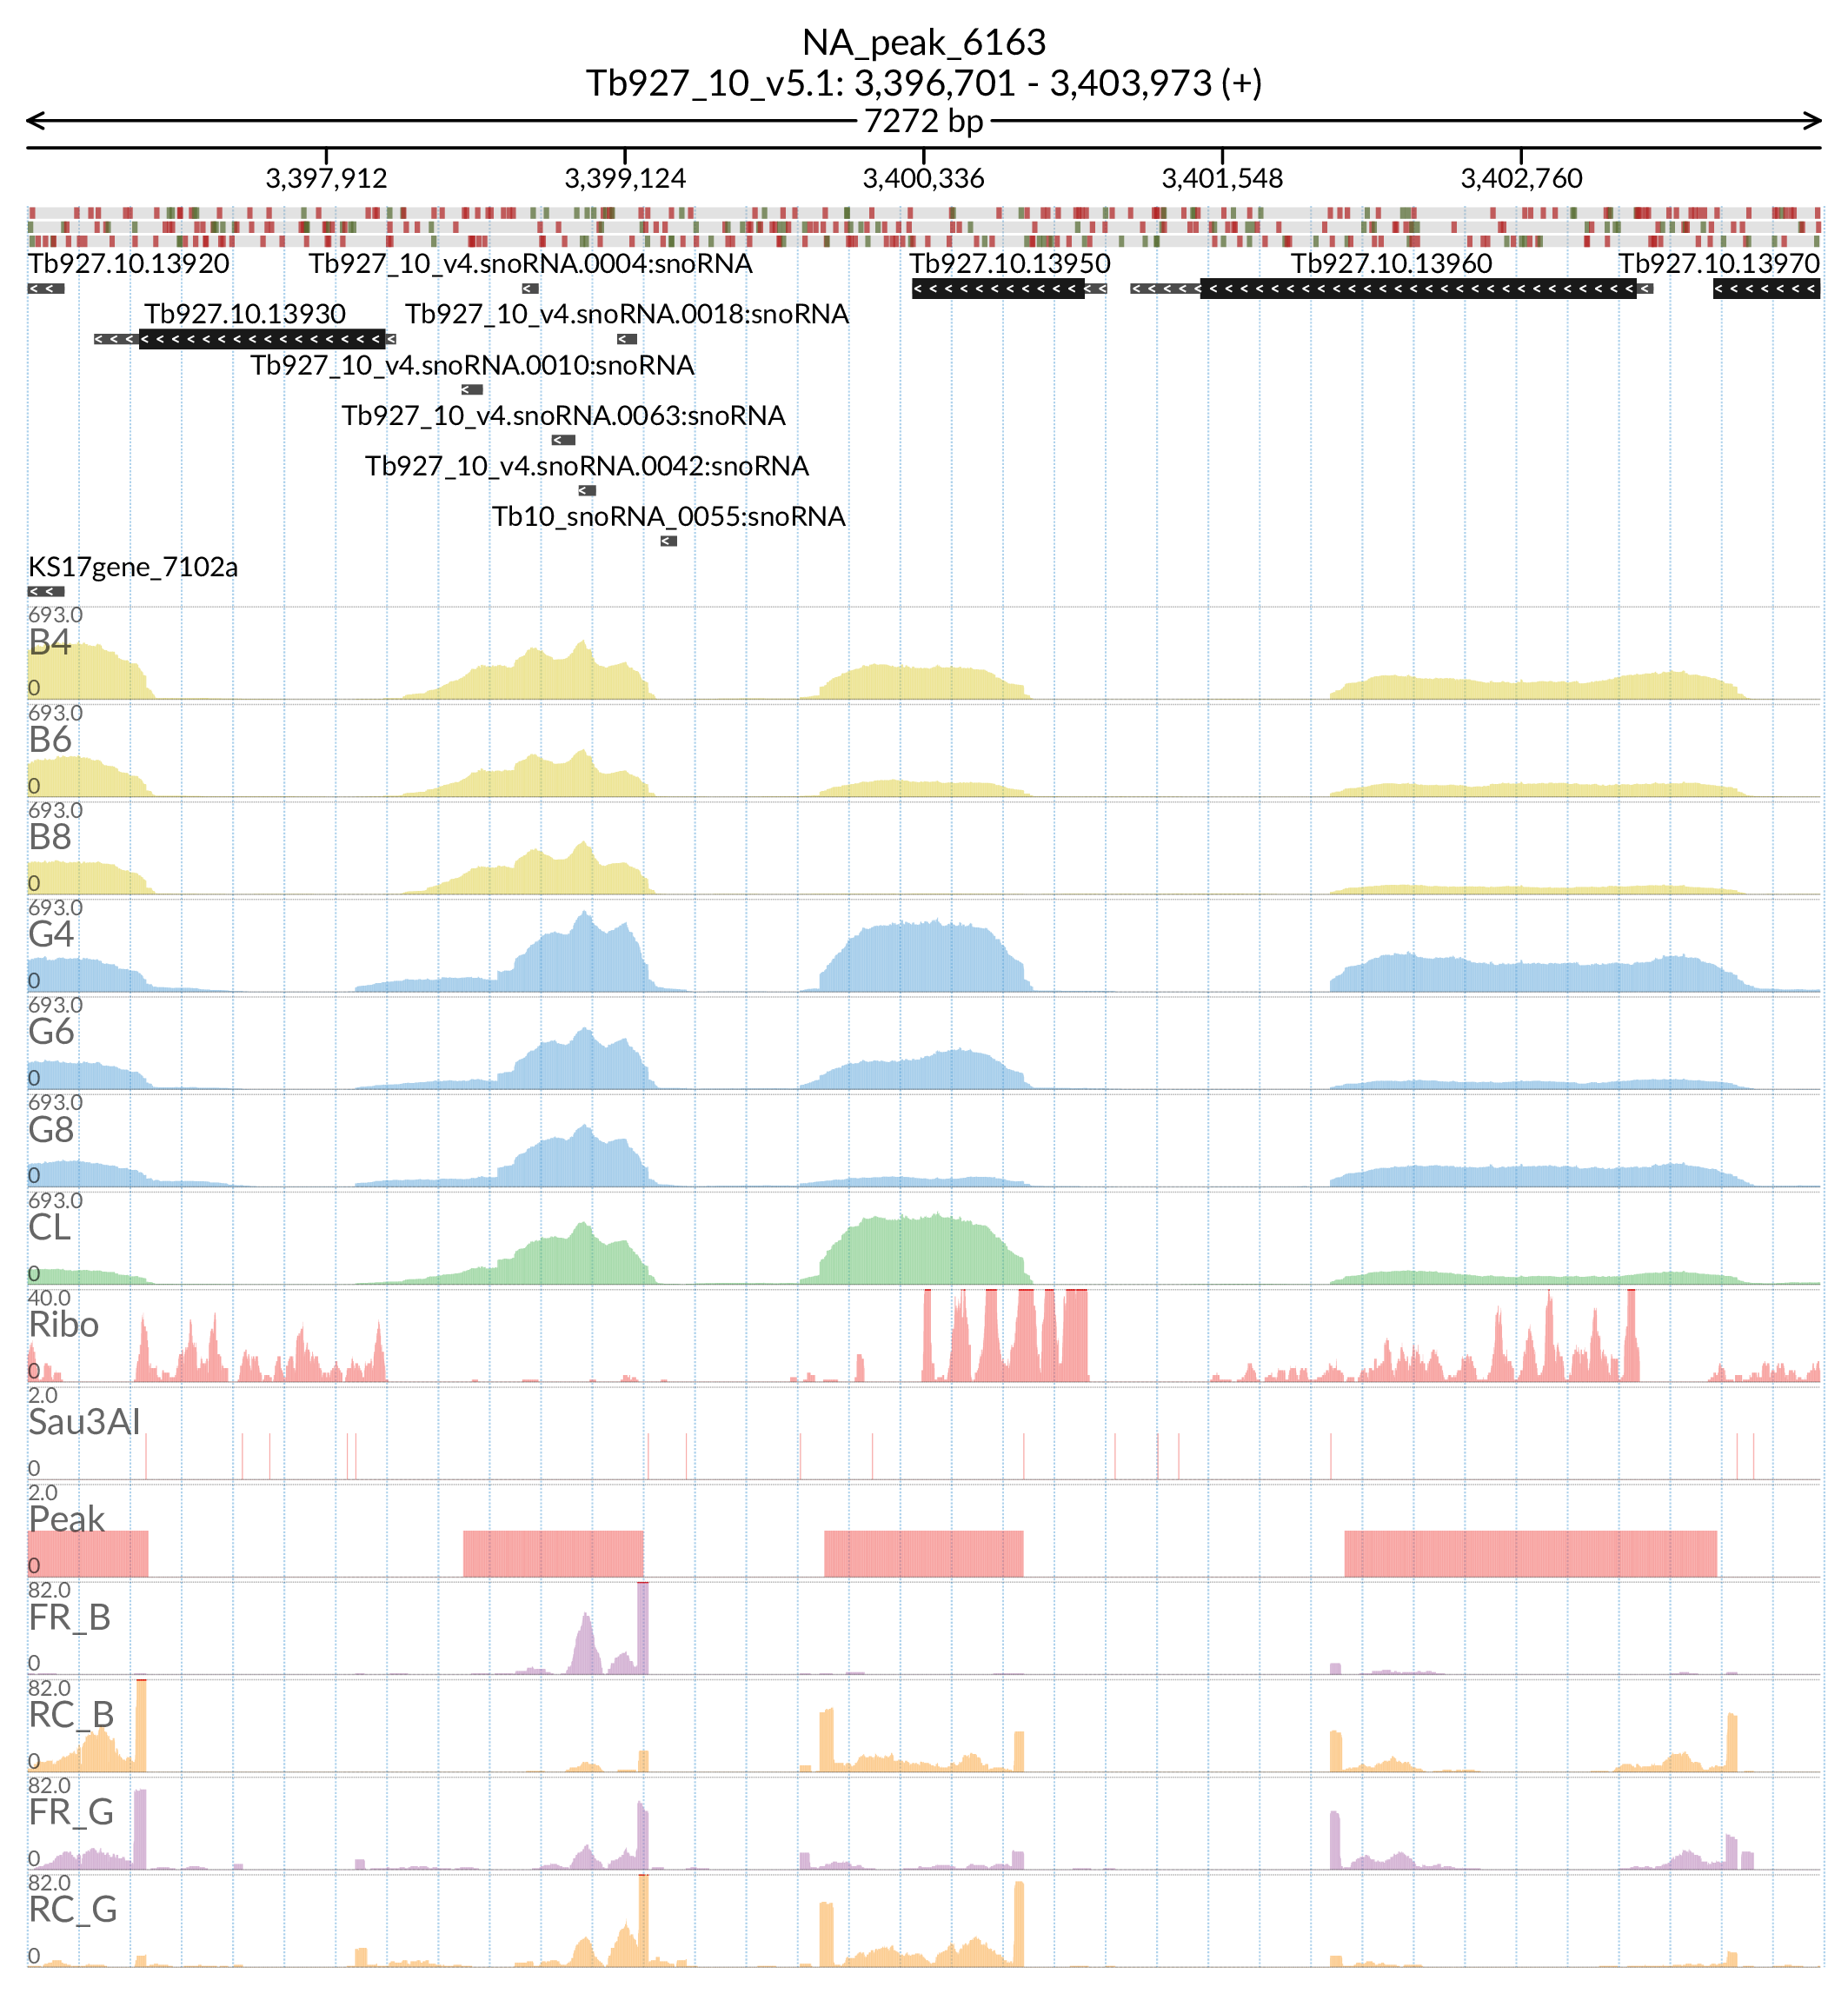 NA_peak_6163
Tb927_10_v5.1: 3,396,701 - 3,403,973 (+)
7272 bp
3,397,912 3,399,124 3,400,336 3,401,548 3,402,760
Tb927.10.13920 Tb927_10_v4.snoRNA.0004:snoRNA Tb927.10.13950 Tb927.10.13960 Tb927.10.13970
Tb927.10.13930 Tb927_10_v4.snoRNA.0018:snoRNA
Tb927_10_v4.snoRNA.0010:snoRNA
Tb927_10_v4.snoRNA.0063:snoRNA
Tb927_10_v4.snoRNA.0042:snoRNA
Tb10_snoRNA_0055:snoRNA
KS17gene_7102a
693.0
B4
0
693.0
B6
0
693.0
B8
0
693.0
G4
0
693.0
G6
0
693.0
G8
0
693.0
CL
0
40.0
Ribo
0
2.0
Sau3AI
0
2.0
Peak
0
82.0
FR_B
0
82.0
RC_B
0
82.0
FR_G
0
82.0
RC_G
0